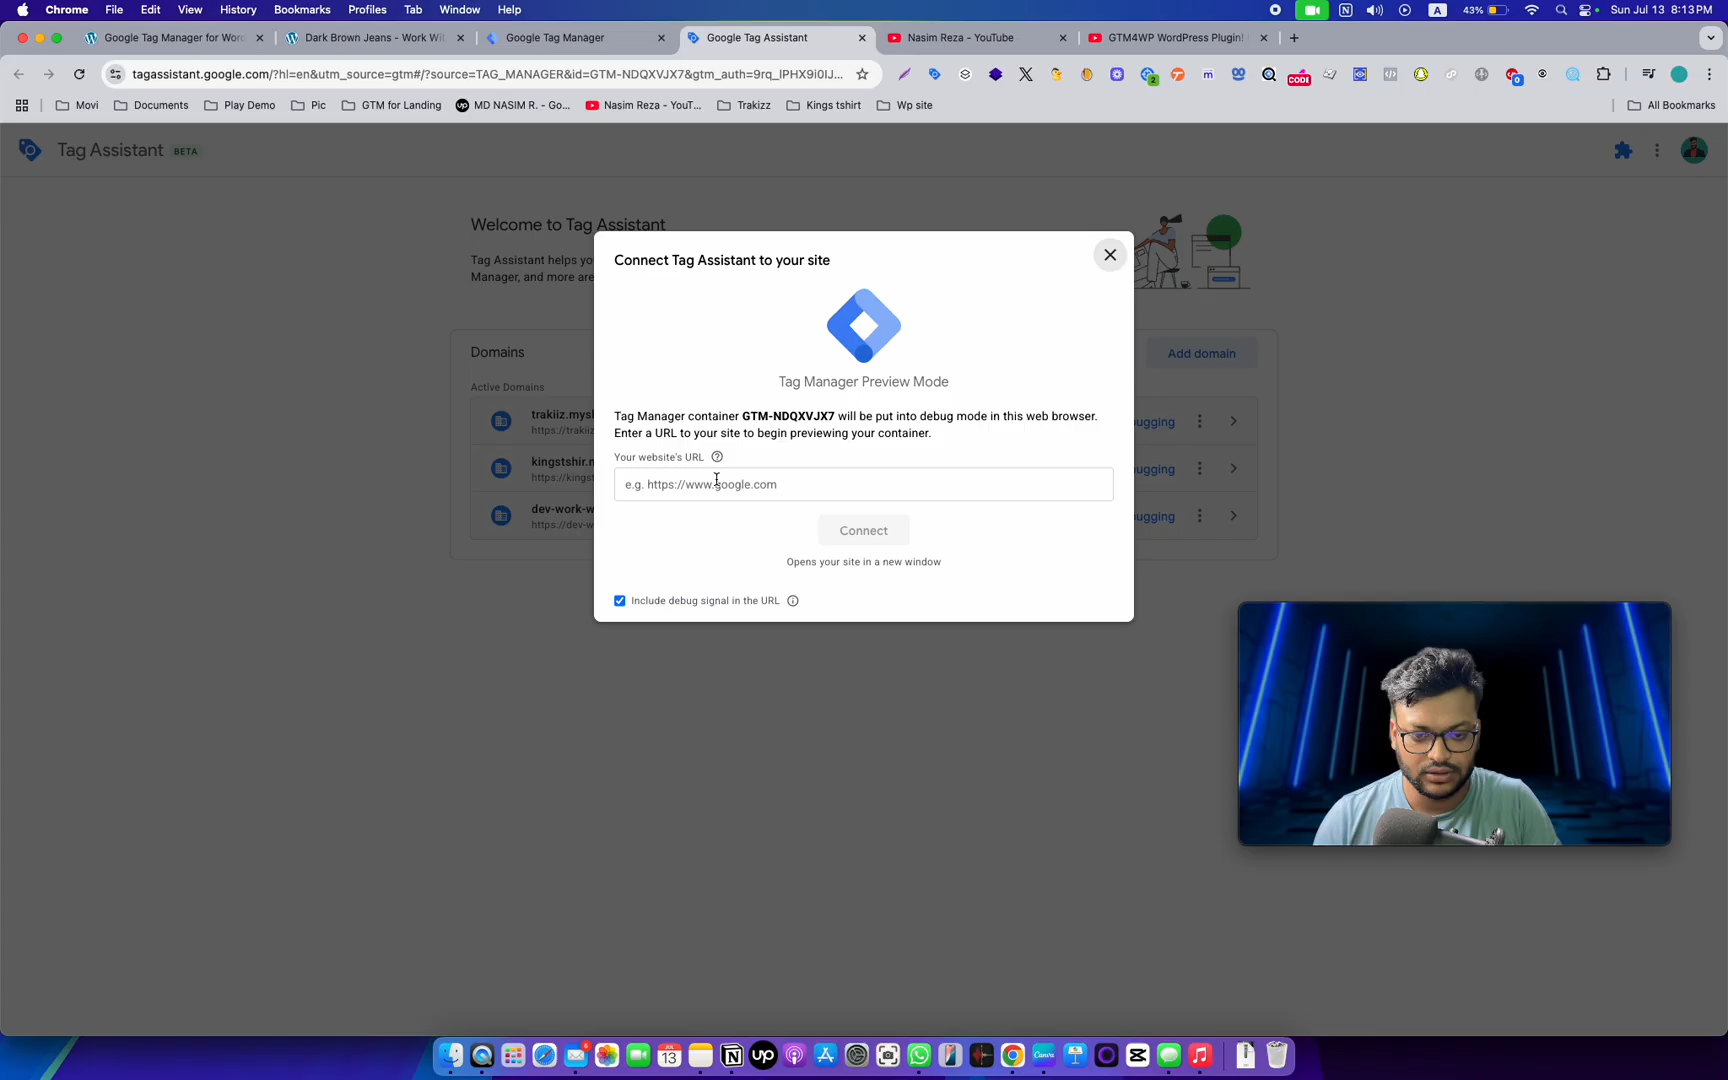 Chrome File Edit View History Bookmarks Profiles Tab Window Help 43% Sun Jul 13 8:13 PM
Google Tag Manager for Wor
Dark Brown Jeans - Work Wit
Google Tag Manager
Google Tag Assistant
Nasim Reza - YouTube
GTM4WP WordPress Plugin!
tagassistant.google.com/?hl=en&utm_source=gtm#/?source=TAG_MANAGER&id=GTM-NDQXVJX7&gtm_auth=9rq_lPHX9i0IJ...
Movi Documents Play Demo Pic GTM for Landing MD NASIM R. - Go... Nasim Reza - YouT... Trakizz Kings tshirt Wp site All Bookmarks
Tag Assistant BETA
Welcome to Tag Assistant
Tag Assistant helps yo
Manager, and more are
Connect Tag Assistant to your site
Tag Manager Preview Mode
Tag Manager container GTM-NDQXVJX7 will be put into debug mode in this web browser.
Enter a URL to your site to begin previewing your container.
Your website's URL
e.g. https://www.google.com
Connect
Opens your site in a new window
Include debug signal in the URL
Domains
Add domain
Active Domains
trakiiz.mysh
https://trakiiz
ugging
kingstshir.m
https://kingst
ugging
dev-work-w
https://dev-w
ugging